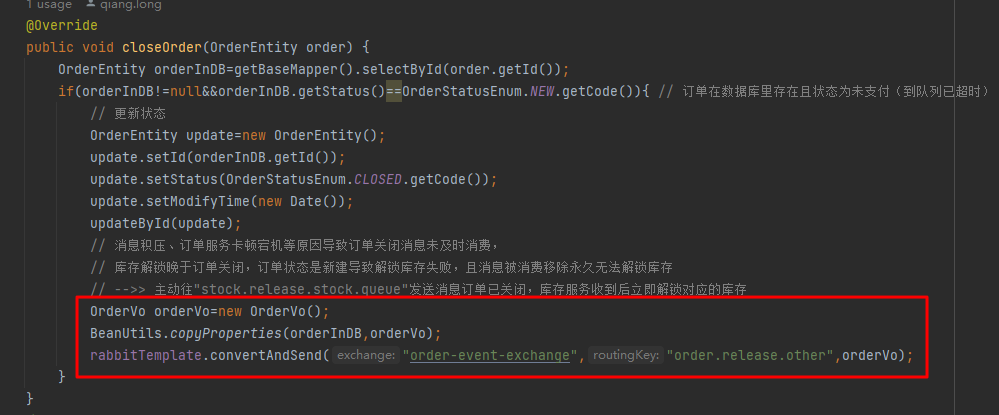 1 usage qiang.long
@Override
public void closeOrder(OrderEntity order) {
OrderEntity orderInDB=getBaseMapper().selectById(order.getId());
if(orderInDB!=null&&orderInDB.getStatus()==OrderStatusEnum.NEW.getCode()){ // 订单在数据库里存在且状态为未支付（到队列已超时）
// 更新状态
OrderEntity update=new OrderEntity();
update.setId(orderInDB.getId());
update.setStatus(OrderStatusEnum.CLOSED.getCode());
update.setModifyTime(new Date());
updateById(update);
// 消息积压、订单服务卡顿宕机等原因导致订单关闭消息未及时消费，
// 库存解锁晚于订单关闭，订单状态是新建导致解锁库存失败，且消息被消费移除永久无法解锁库存
// -->> 主动往"stock.release.stock.queue"发送消息订单已关闭，库存服务收到后立即解锁对应的库存
OrderVo orderVo=new OrderVo();
BeanUtils.copyProperties(orderInDB,orderVo);
rabbitTemplate.convertAndSend( exchange: "order-event-exchange", routingKey: "order.release.other",orderVo);
}
}